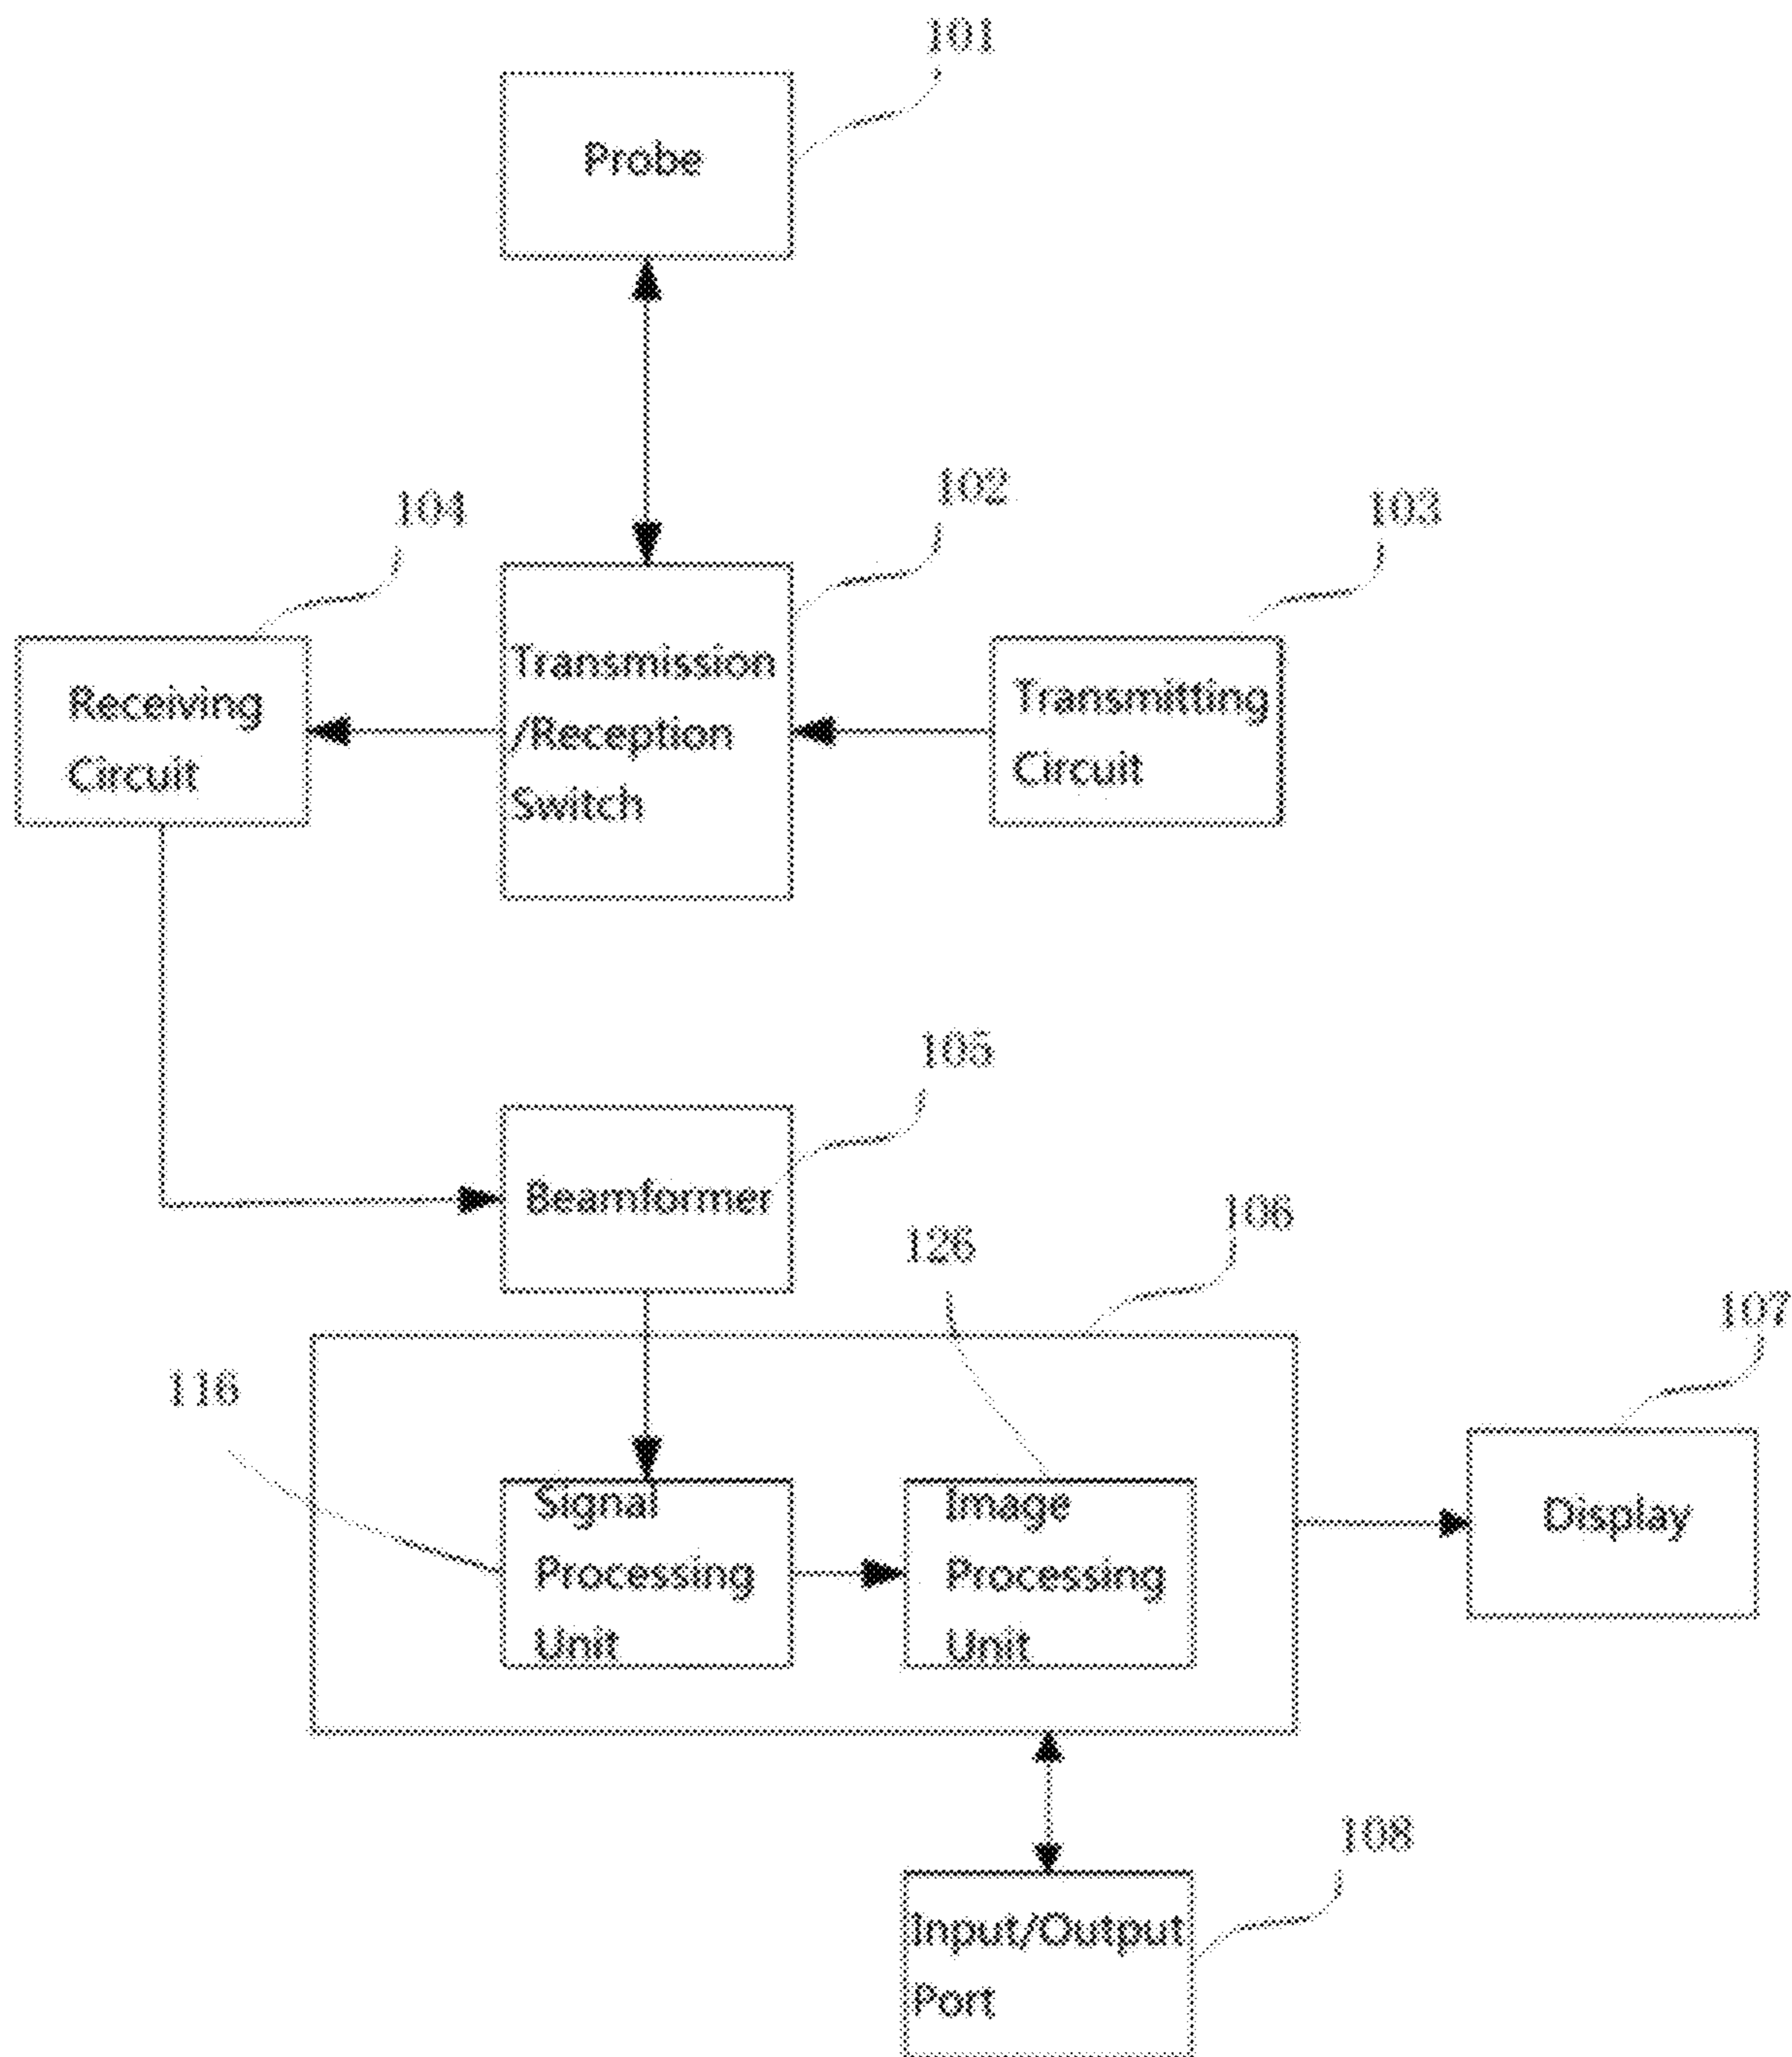 101
Probe
102
103
104
Transmission
/Reception
Switch
Receiving
Circuit
Transmitting
Circuit
105
Beamformer
106
126
107
116
Signal
Processing
Unit
Image
Processing
Unit
Display
108
Input/Output
Port